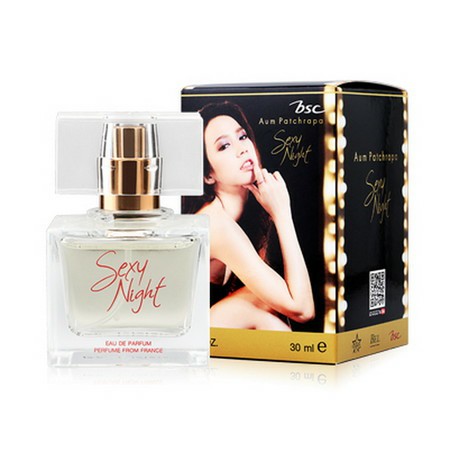 Sexy
Night
EAU DE PARFUM
PERFUME FROM FRANCE
bsc
Aum Patchrapa
Sexy
Night
Z.
30 ml e
Aum Patchrapa
Sexy
Night
bsc